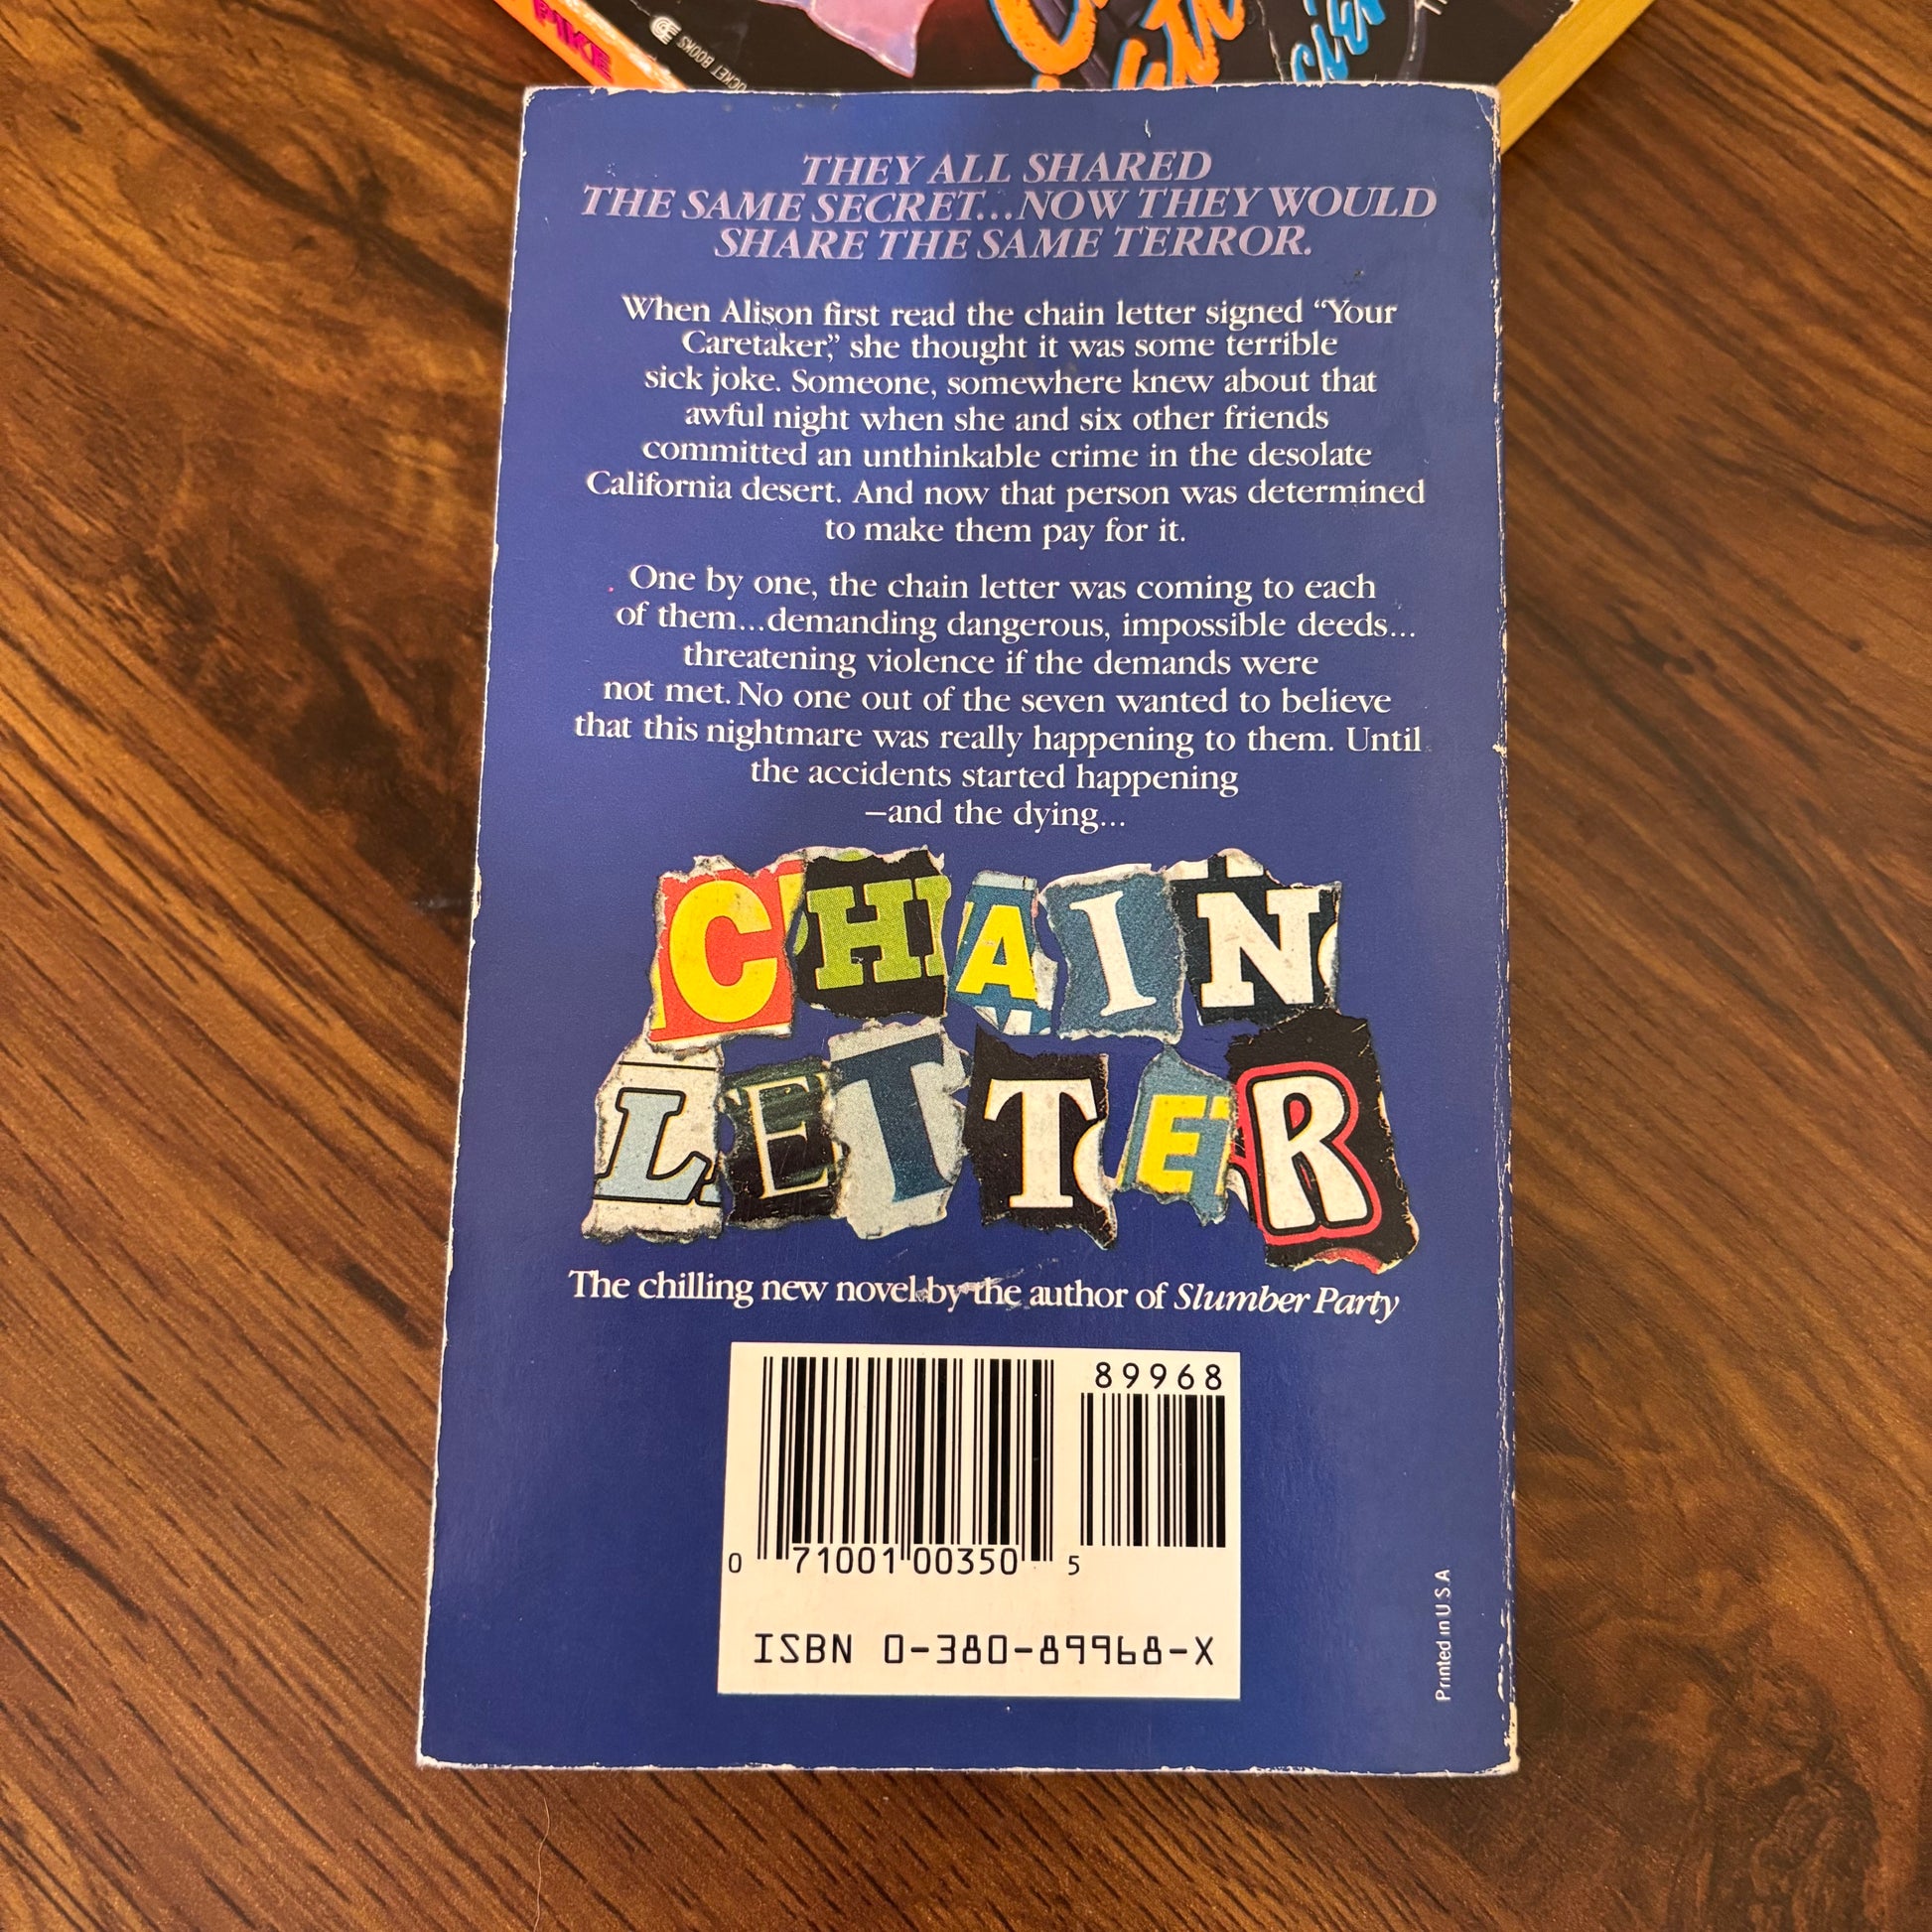 PIKE
POCKET BOOKS
THEY ALL SHARED
THE SAME SECRET...NOW THEY WOULD
SHARE THE SAME TERROR.
When Alison first read the chain letter signed “Your
Caretaker,” she thought it was some terrible
sick joke. Someone, somewhere knew about that
awful night when she and six other friends
committed an unthinkable crime in the desolate
California desert. And now that person was determined
to make them pay for it.
One by one, the chain letter was coming to each
of them...demanding dangerous, impossible deeds...
threatening violence if the demands were
not met. No one out of the seven wanted to believe
that this nightmare was really happening to them. Until
the accidents started happening
–and the dying...
CHAIN
LETTER
The chilling new novel by the author of Slumber Party
89968
0 71001 00350 5
ISBN 0-380-89968-X
Printed in U.S.A